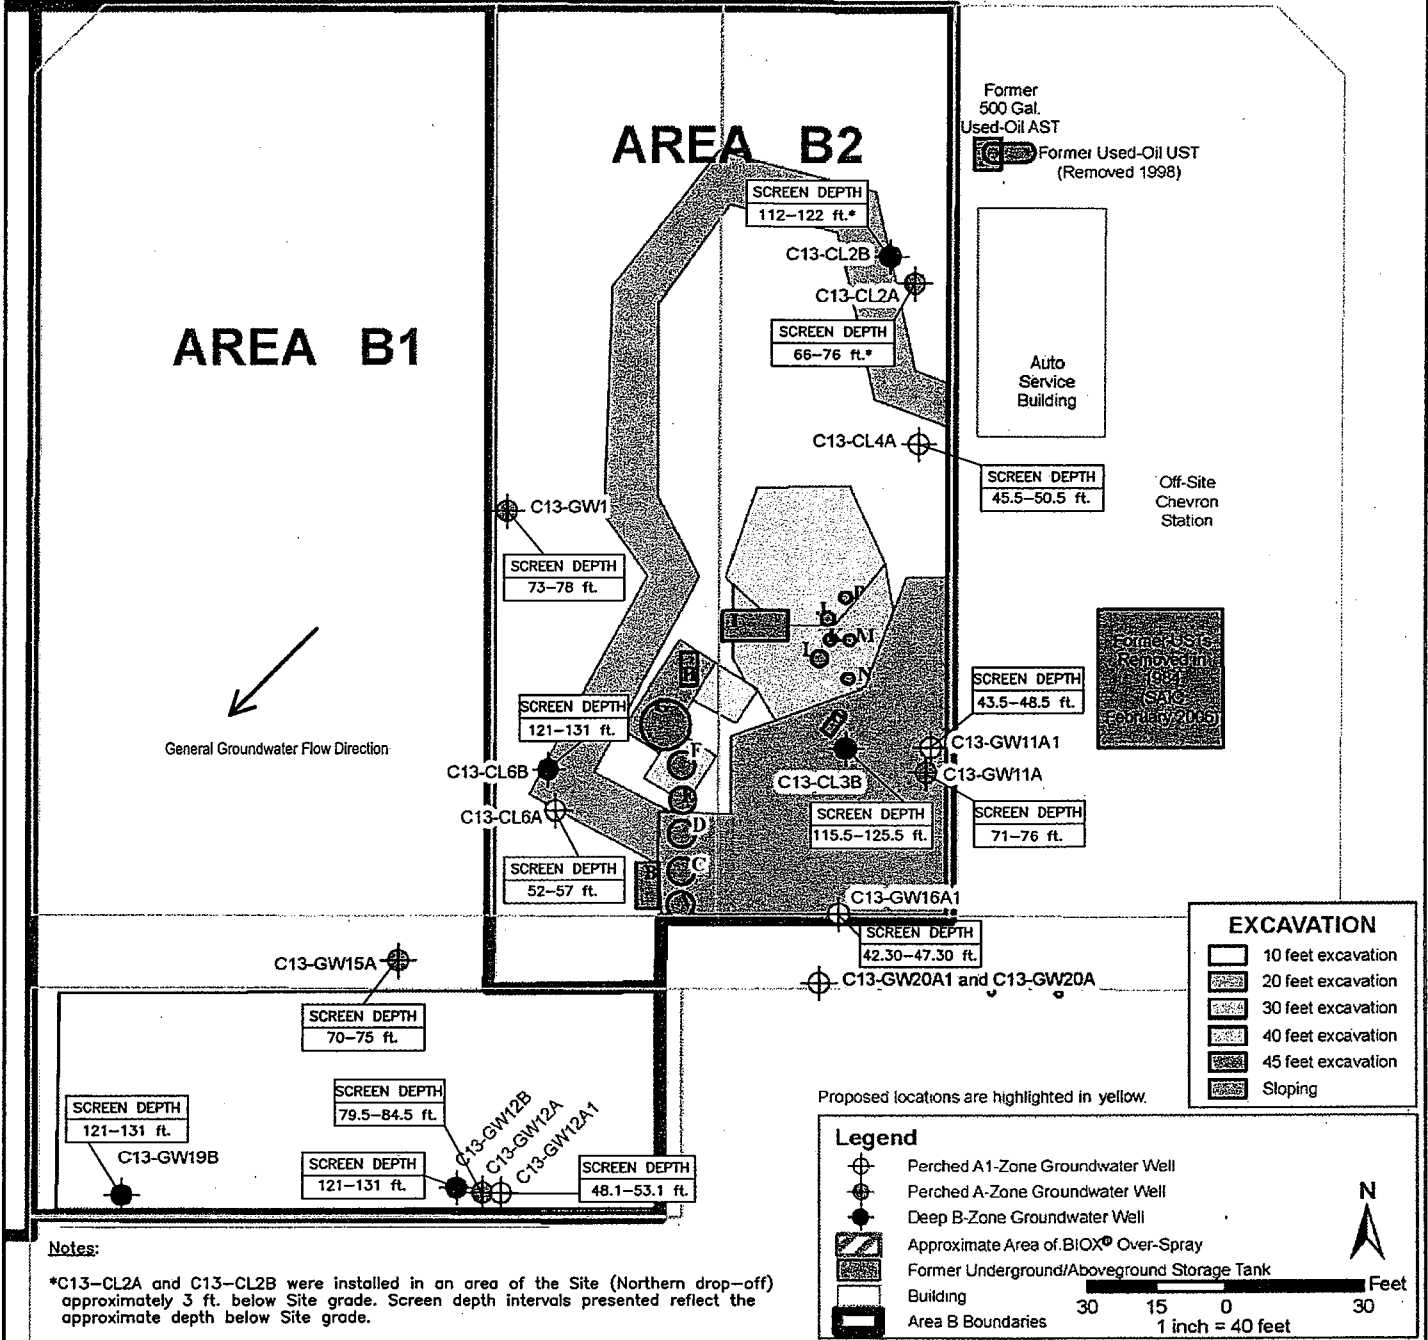 Former
500 Gal.
Used-Oil AST
Former Used-Oil UST
(Removed 1998)
AREA B2
SCREEN DEPTH
112–122 ft.*
C13-CL2B
C13-CL2A
SCREEN DEPTH
66–76 ft.*
AREA B1
Auto
Service
Building
C13-CL4A
SCREEN DEPTH
45.5–50.5 ft.
Off-Site
Chevron
Station
C13-GW1
SCREEN DEPTH
73–78 ft.
L
M
N
H
Former USTs
Removed in
(SAIC
February 2006)
SCREEN DEPTH
43.5–48.5 ft.
SCREEN DEPTH
121–131 ft.
General Groundwater Flow Direction
C13-GW11A1
C13-GW11A
F
C13-CL6B
C13-CL3B
C13-CL6A
SCREEN DEPTH
115.5–125.5 ft.
SCREEN DEPTH
71–76 ft.
D
C
B
SCREEN DEPTH
52–57 ft.
C13-GW16A1
SCREEN DEPTH
42.30–47.30 ft.
C13-GW15A
C13-GW20A1 and C13-GW20A
SCREEN DEPTH
70–75 ft.
EXCAVATION
10 feet excavation
20 feet excavation
30 feet excavation
40 feet excavation
45 feet excavation
Sloping
Proposed locations are highlighted in yellow.
SCREEN DEPTH
79.5–84.5 ft.
SCREEN DEPTH
121–131 ft.
C13-GW19B
C13-GW12B
C13-GW12A
C13-GW12A1
SCREEN DEPTH
121–131 ft.
SCREEN DEPTH
48.1–53.1 ft.
Legend
Perched A1-Zone Groundwater Well
Perched A-Zone Groundwater Well
Deep B-Zone Groundwater Well
Approximate Area of BIOX® Over-Spray
Former Underground/Aboveground Storage Tank
Building
Area B Boundaries
N
Feet
30 15 0 30
1 inch = 40 feet
Notes:
*C13–CL2A and C13–CL2B were installed in an area of the Site (Northern drop–off)
approximately 3 ft. below Site grade. Screen depth intervals presented reflect the
approximate depth below Site grade.